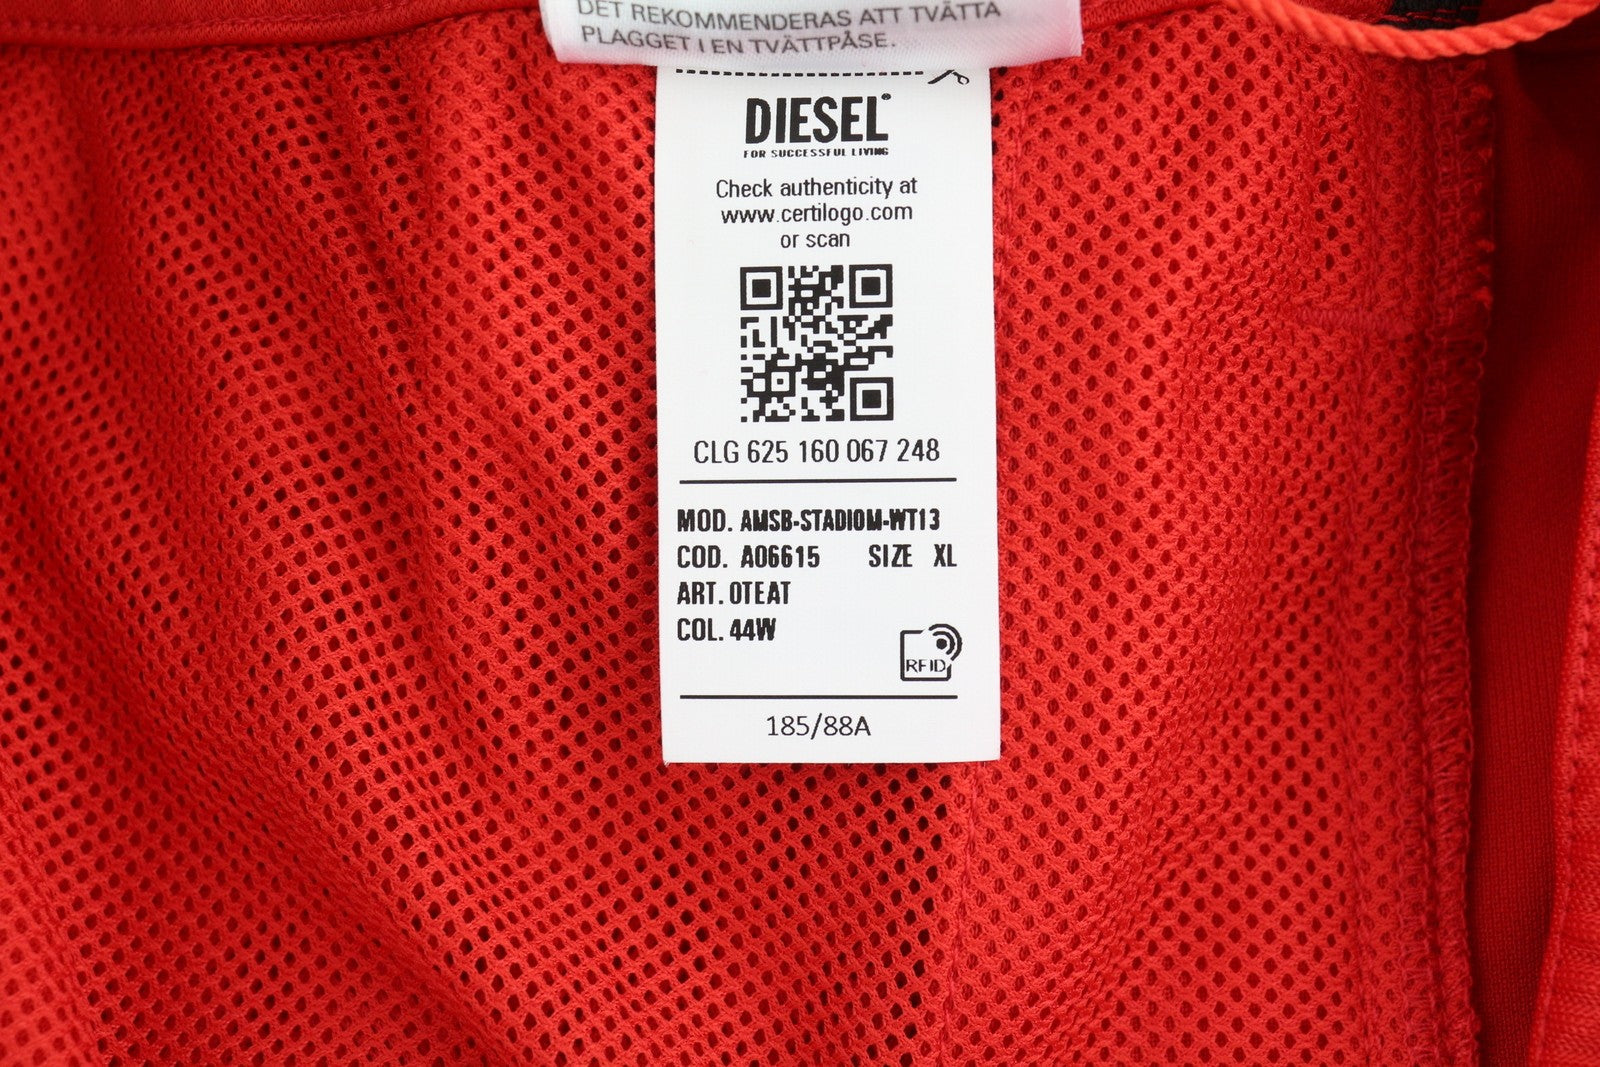 DET REKOMMENDERAS ATT TVÄTTA
PLAGGET I EN TVÄTTPÅSE.
DIESEL
FOR SUCCESSFUL LIVING
Check authenticity at
www.certilogo.com
or scan
CLG 625 160 067 248
MOD. AMSB-STADIOM-WT13
COD. A06615 SIZE XL
ART. 0TEAT
COL. 44W
RFID
185/88A